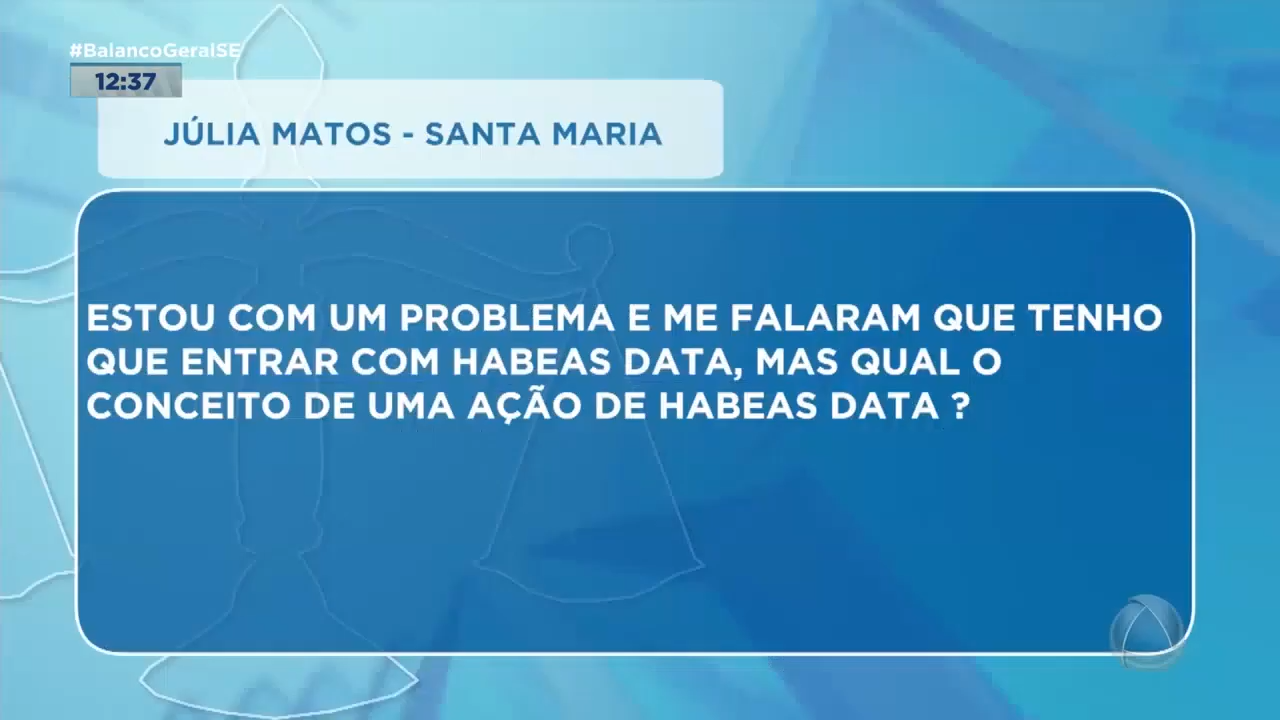 #BalancoGeralSE
12:37
JÚLIA MATOS - SANTA MARIA
ESTOU COM UM PROBLEMA E ME FALARAM QUE TENHO
QUE ENTRAR COM HABEAS DATA, MAS QUAL O
CONCEITO DE UMA AÇÃO DE HABEAS DATA ?